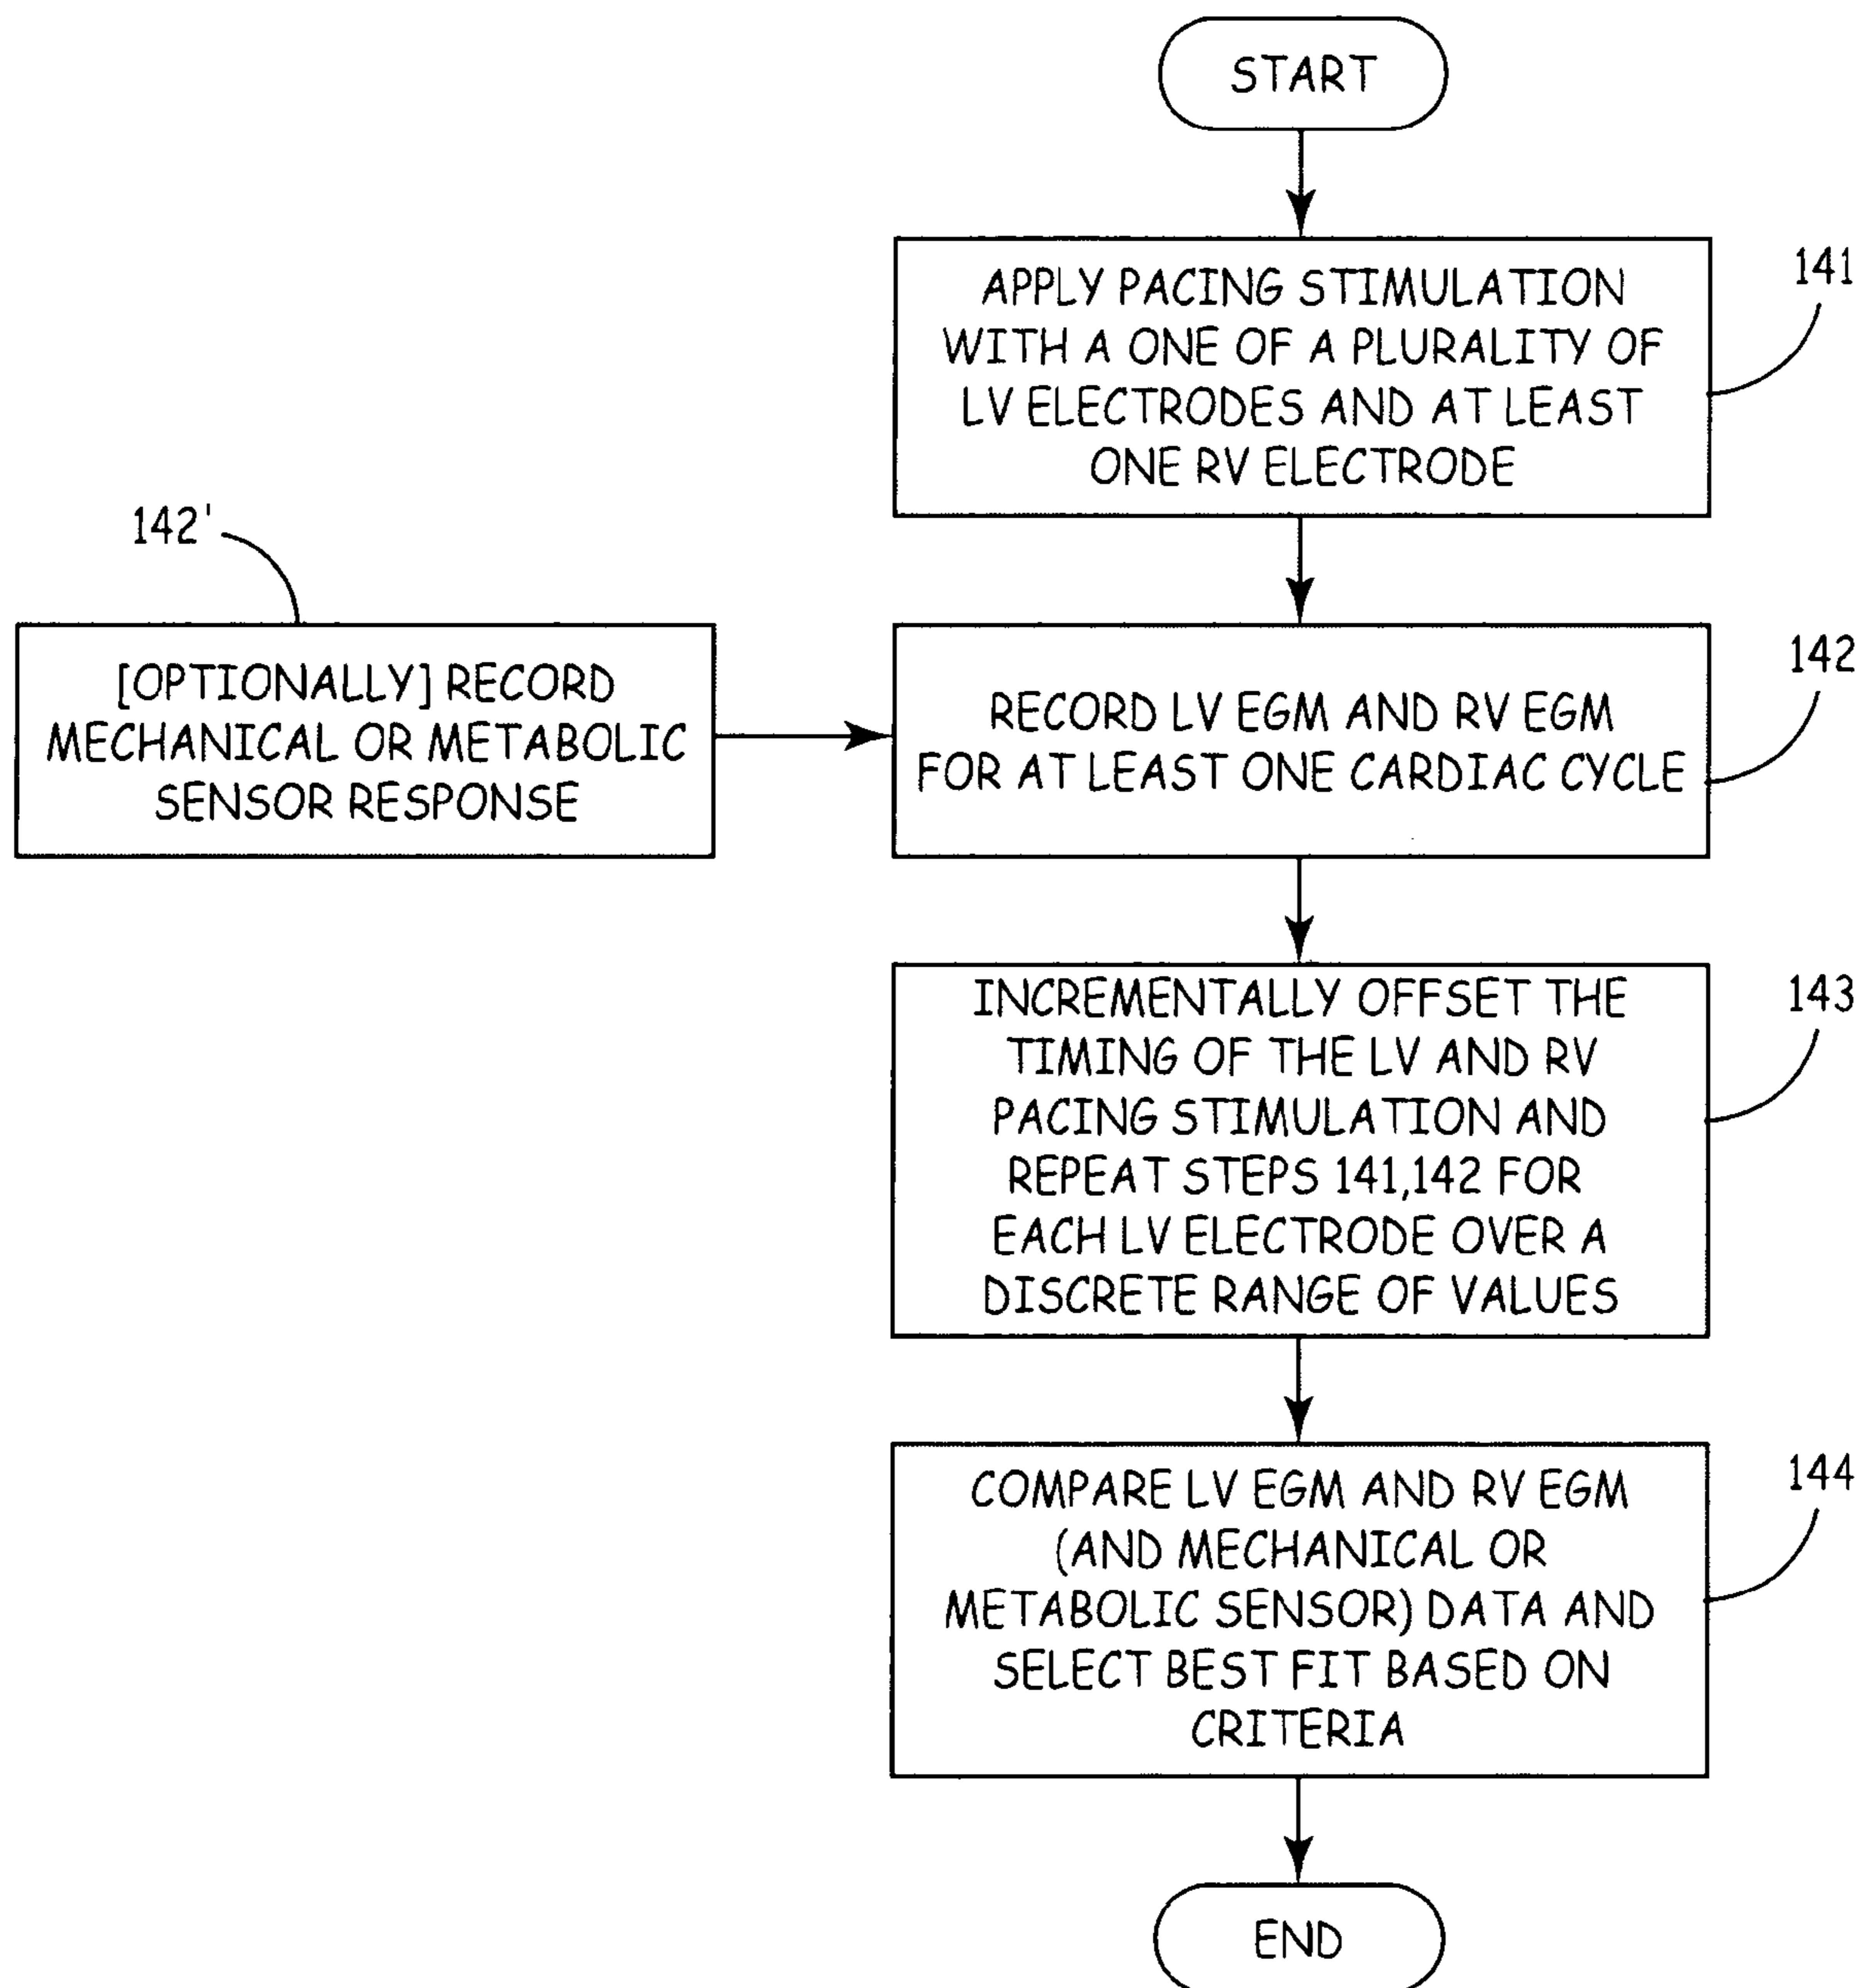 START
APPLY PACING STIMULATION
WITH A ONE OF A PLURALITY OF
LV ELECTRODES AND AT LEAST
ONE RV ELECTRODE
141
142'
[OPTIONALLY] RECORD
MECHANICAL OR METABOLIC
SENSOR RESPONSE
RECORD LV EGM AND RV EGM
FOR AT LEAST ONE CARDIAC CYCLE
142
INCREMENTALLY OFFSET THE
TIMING OF THE LV AND RV
PACING STIMULATION AND
REPEAT STEPS 141,142 FOR
EACH LV ELECTRODE OVER A
DISCRETE RANGE OF VALUES
143
COMPARE LV EGM AND RV EGM
(AND MECHANICAL OR
METABOLIC SENSOR) DATA AND
SELECT BEST FIT BASED ON
CRITERIA
144
END